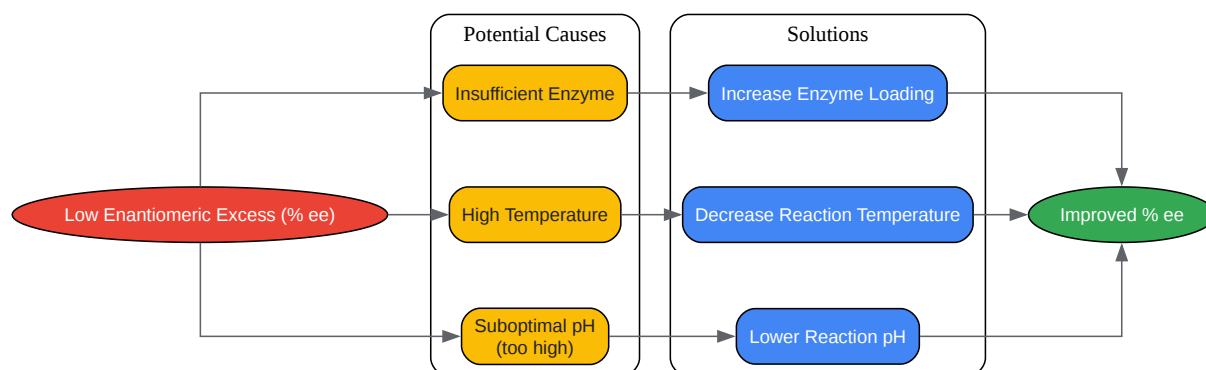 Potential Causes
Solutions
Insufficient Enzyme
Increase Enzyme Loading
Low Enantiomeric Excess (% ee)
High Temperature
Decrease Reaction Temperature
Improved % ee
Suboptimal pH
(too high)
Lower Reaction pH